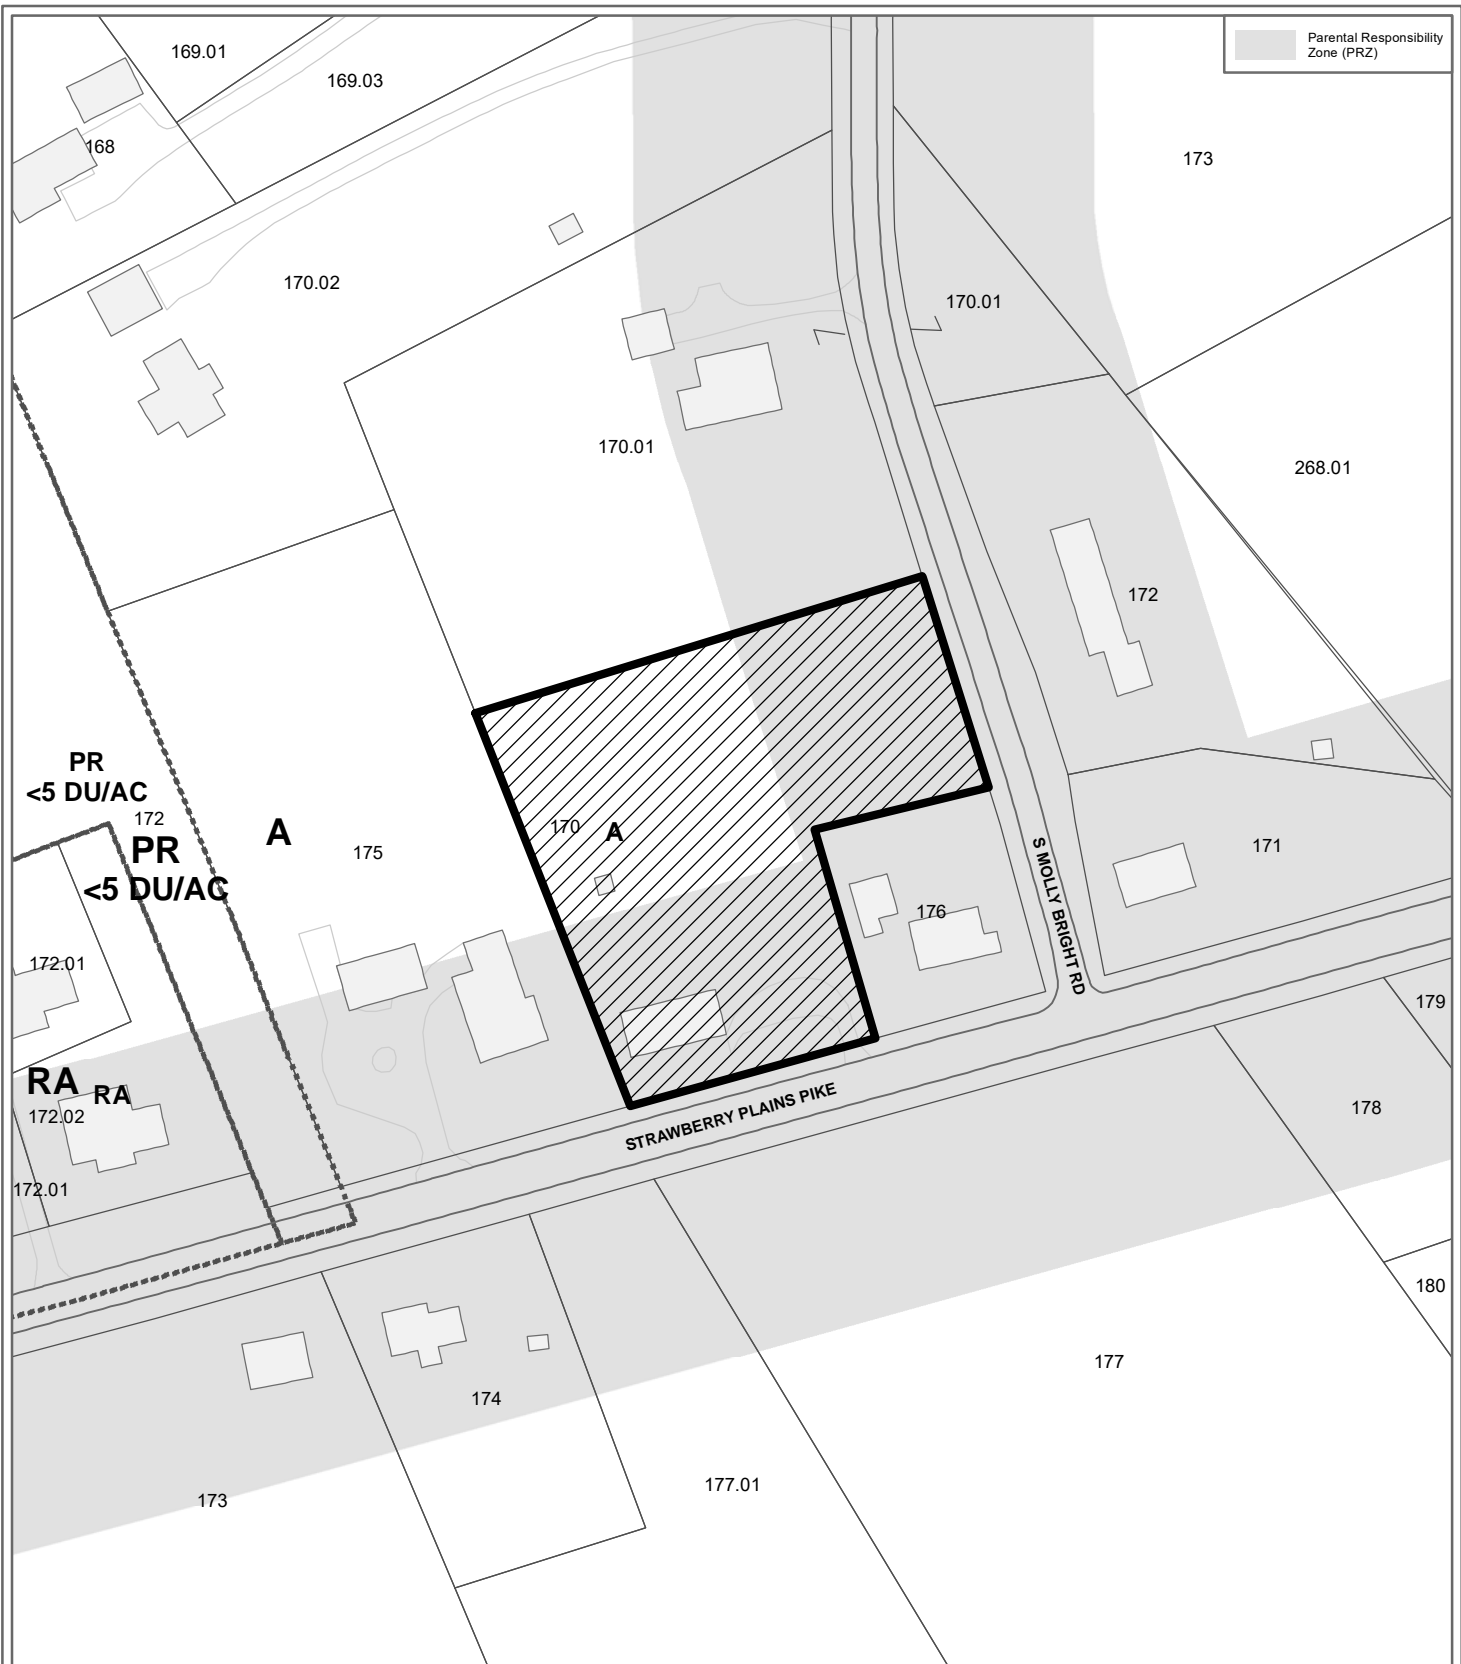 Parental Responsibility
Zone (PRZ)
169.01
169.03
168
173
170.02
170.01
170.01
268.01
172
PR
<5 DU/AC
172
A
PR
<5 DU/AC
175
170
A
S MOLLY BRIGHT RD
171
176
172.01
179
RA
RA
172.02
STRAWBERRY PLAINS PIKE
178
172.01
180
177
174
177.01
173